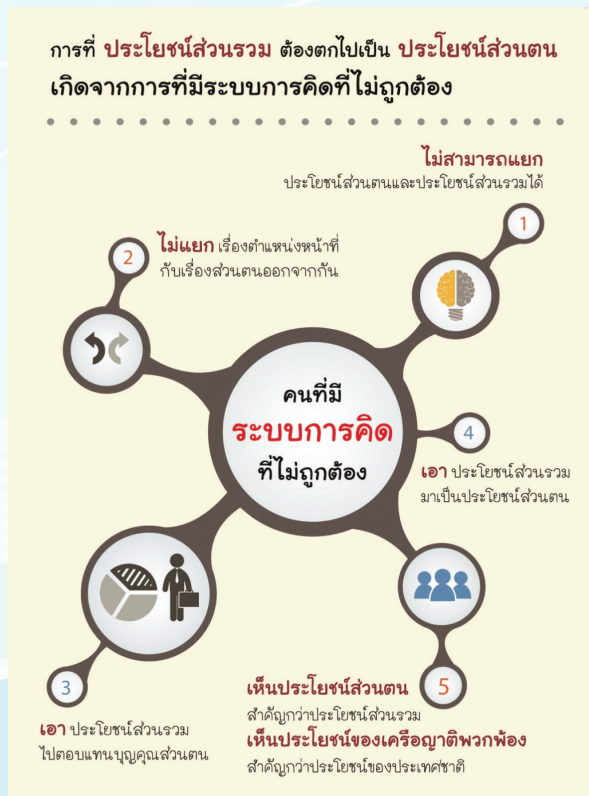 การที่ ประโยชน์ส่วนรวม ต้องตกไปเป็น ประโยชน์ส่วนตน
เกิดจากการที่มีระบบการคิดที่ไม่ถูกต้อง
ไม่สามารถแยก
ประโยชน์ส่วนตนและประโยชน์ส่วนรวมได้
1
2
ไม่แยก เรื่องตำแหน่งหน้าที่
กับเรื่องส่วนตนออกจากกัน
คนที่มี
ระบบการคิด
ที่ไม่ถูกต้อง
4
เอา ประโยชน์ส่วนรวม
มาเป็นประโยชน์ส่วนตน
3
เอา ประโยชน์ส่วนรวม
ไปตอบแทนบุญคุณส่วนตน
5
เห็นประโยชน์ส่วนตน
สำคัญกว่าประโยชน์ส่วนรวม
เห็นประโยชน์ของเครือญาติพวกพ้อง
สำคัญกว่าประโยชน์ของประเทศชาติ